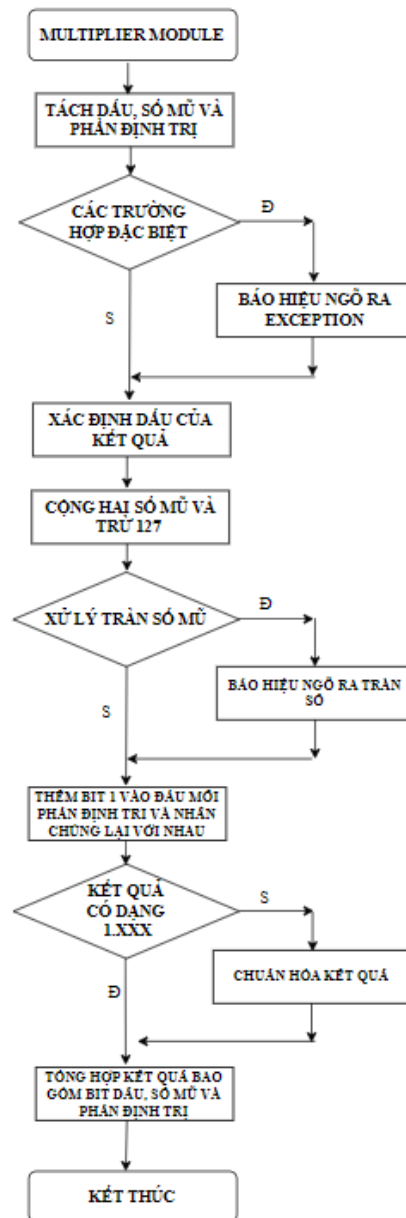 MULTIPLIER MODULE
TÁCH DẤU, SỐ MŨ VÀ
PHẦN ĐỊNH TRỊ
CÁC TRƯỜNG
HỢP ĐẶC BIỆT
Đ
S
BÁO HIỆU NGÕ RA
EXCEPTION
XÁC ĐỊNH DẤU CỦA
KẾT QUẢ
CỘNG HAI SỐ MŨ VÀ
TRỪ 127
XỬ LÝ TRÀN SỐ MŨ
Đ
S
BÁO HIỆU NGÕ RA TRÀN
SỐ
THÊM BIT 1 VÀO ĐẦU MỖI
PHẦN ĐỊNH TRỊ VÀ NHÂN
CHÚNG LẠI VỚI NHAU
KẾT QUẢ
CÓ DẠNG
1.XXX
S
Đ
CHUẨN HÓA KẾT QUẢ
TỔNG HỢP KẾT QUẢ BAO
GỒM BIT DẤU, SỐ MŨ VÀ
PHẦN ĐỊNH TRỊ
KẾT THÚC